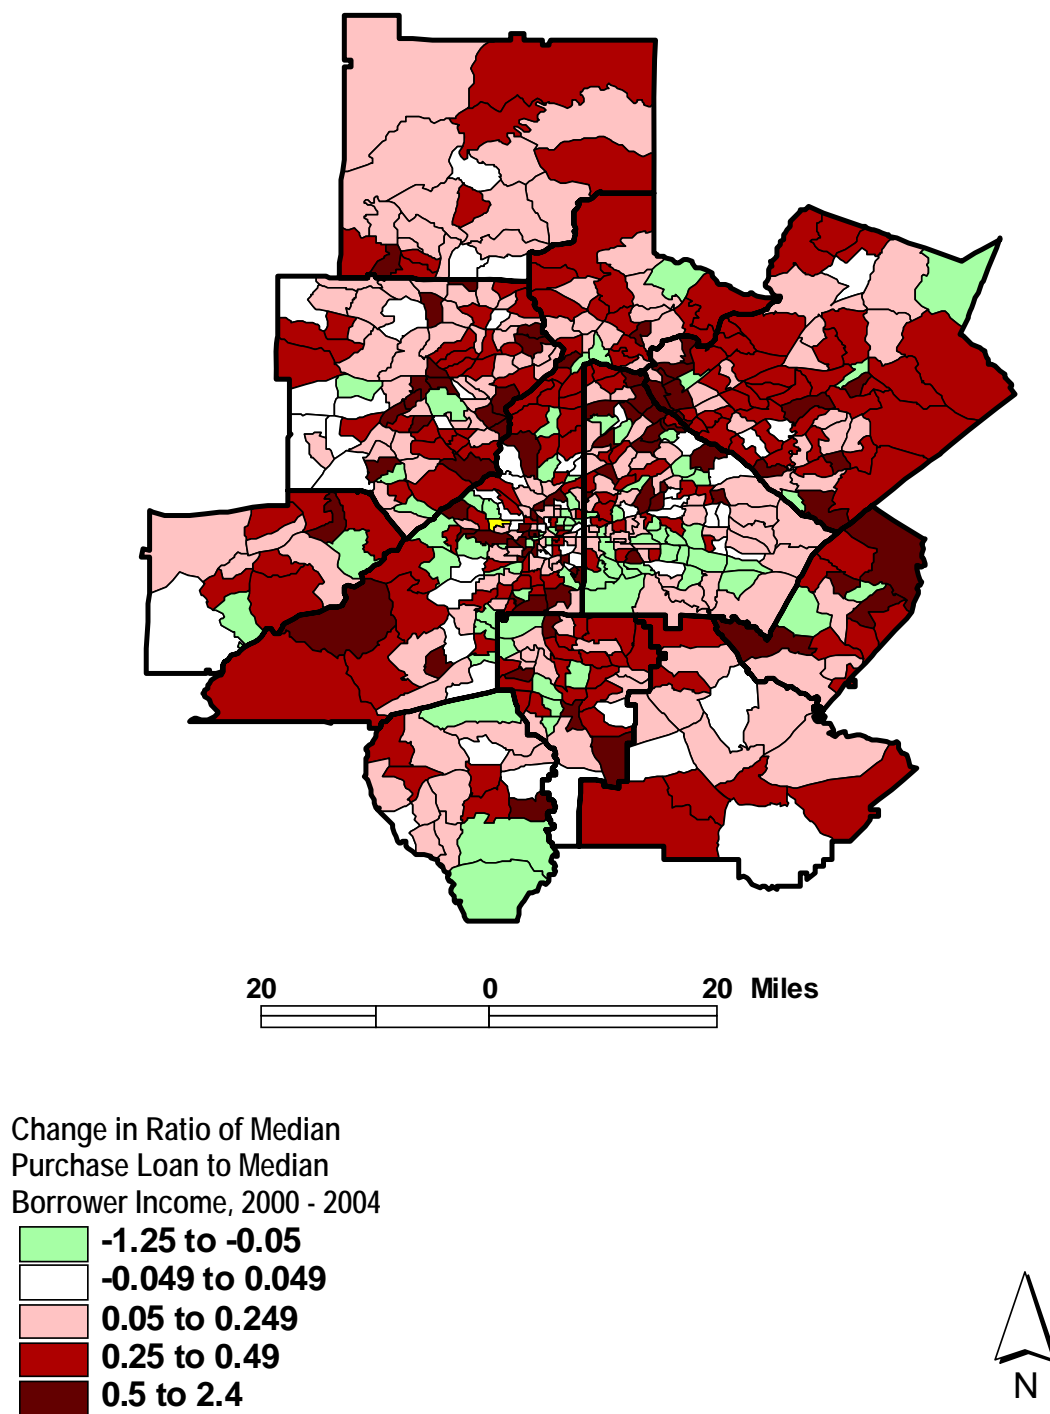 20 0 20 Miles
Change in Ratio of Median
Purchase Loan to Median
Borrower Income, 2000 - 2004
-1.25 to -0.05
-0.049 to 0.049
0.05 to 0.249
0.25 to 0.49
0.5 to 2.4
N